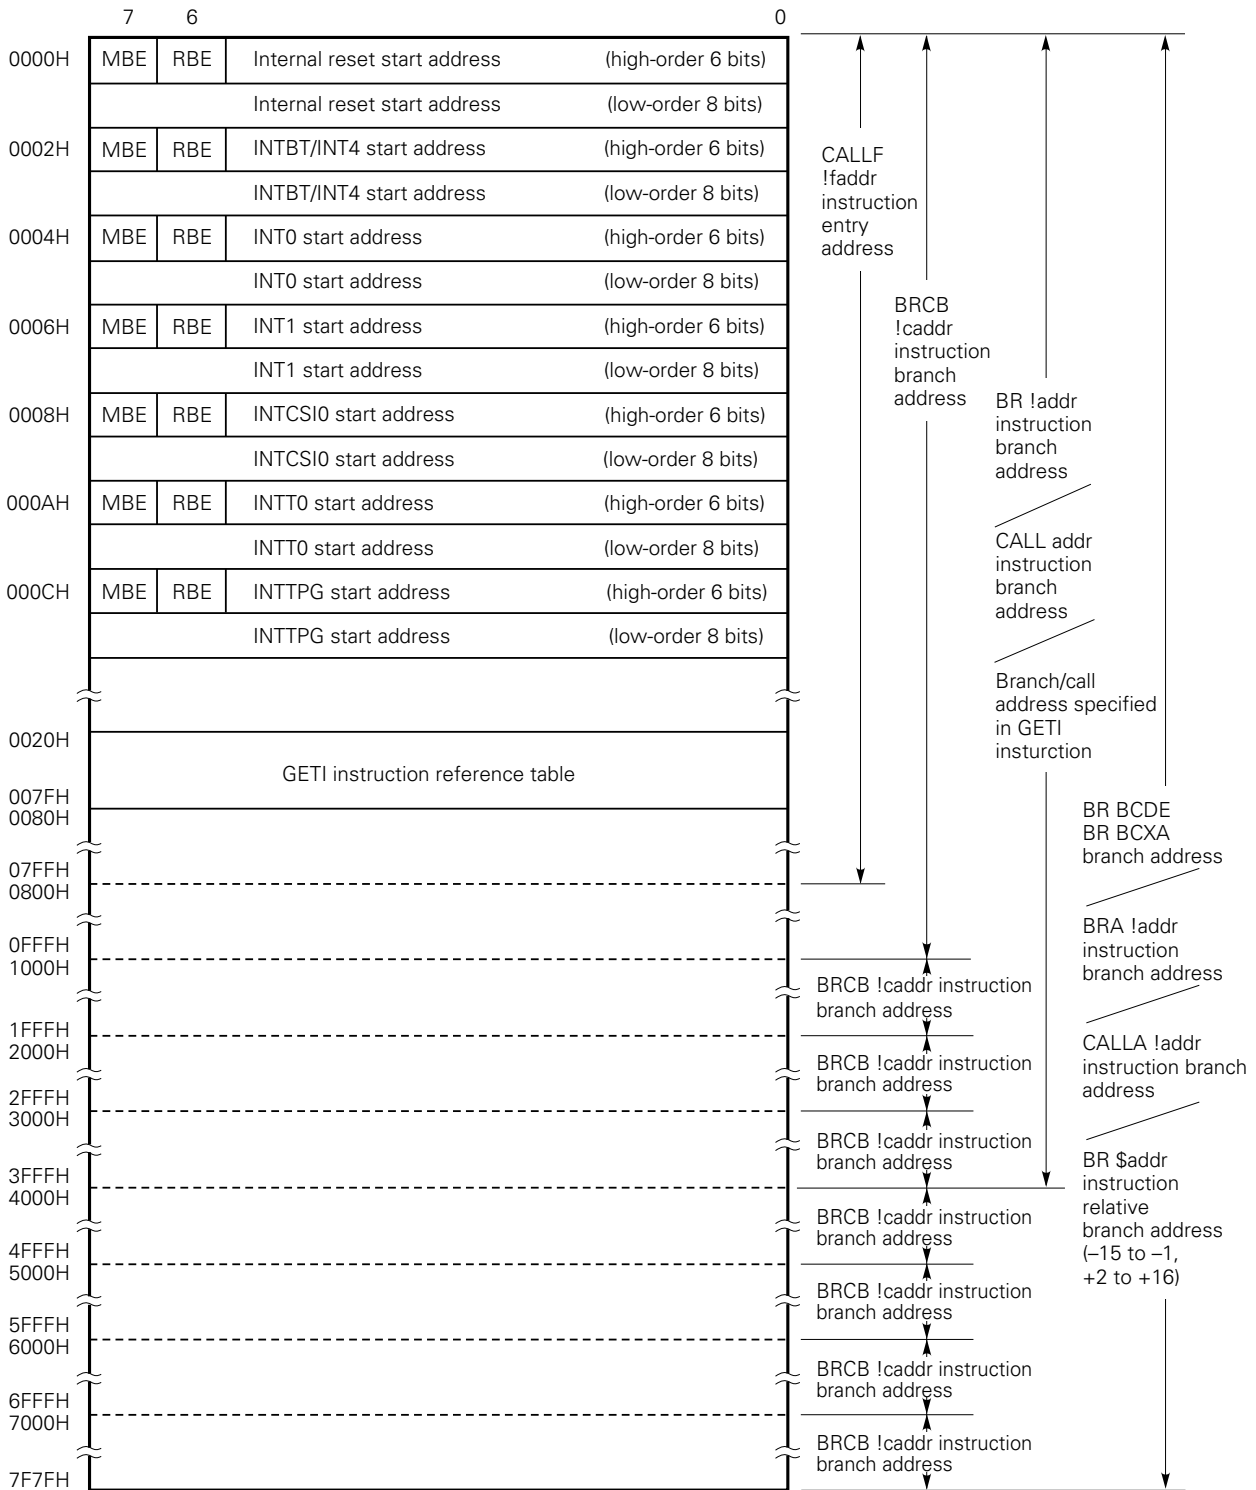 7 6 0
0000H MBE RBE Internal reset start address (high-order 6 bits)
Internal reset start address (low-order 8 bits)
0002H MBE RBE INTBT/INT4 start address (high-order 6 bits)
INTBT/INT4 start address (low-order 8 bits)
0004H MBE RBE INT0 start address (high-order 6 bits)
INT0 start address (low-order 8 bits)
0006H MBE RBE INT1 start address (high-order 6 bits)
INT1 start address (low-order 8 bits)
0008H MBE RBE INTCSI0 start address (high-order 6 bits)
INTCSI0 start address (low-order 8 bits)
000AH MBE RBE INTT0 start address (high-order 6 bits)
INTT0 start address (low-order 8 bits)
000CH MBE RBE INTTPG start address (high-order 6 bits)
INTTPG start address (low-order 8 bits)
0020H
GETI instruction reference table
007FH
0080H
07FFH
0800H
0FFFH
1000H
1FFFH
2000H
2FFFH
3000H
3FFFH
4000H
4FFFH
5000H
5FFFH
6000H
6FFFH
7000H
7F7FH
CALLF
!faddr
instruction
entry
address
BRCB
!caddr
instruction
branch
address
BRCB !caddr instruction
branch address
BRCB !caddr instruction
branch address
BRCB !caddr instruction
branch address
BRCB !caddr instruction
branch address
BRCB !caddr instruction
branch address
BRCB !caddr instruction
branch address
BRCB !caddr instruction
branch address
BR !addr
instruction
branch
address
CALL addr
instruction
branch
address
Branch/call
address specified
in GETI
insturction
BR BCDE
BR BCXA
branch address
BRA !addr
instruction
branch address
CALLA !addr
instruction branch
address
BR $addr
instruction
relative
branch address
(–15 to –1,
+2 to +16)